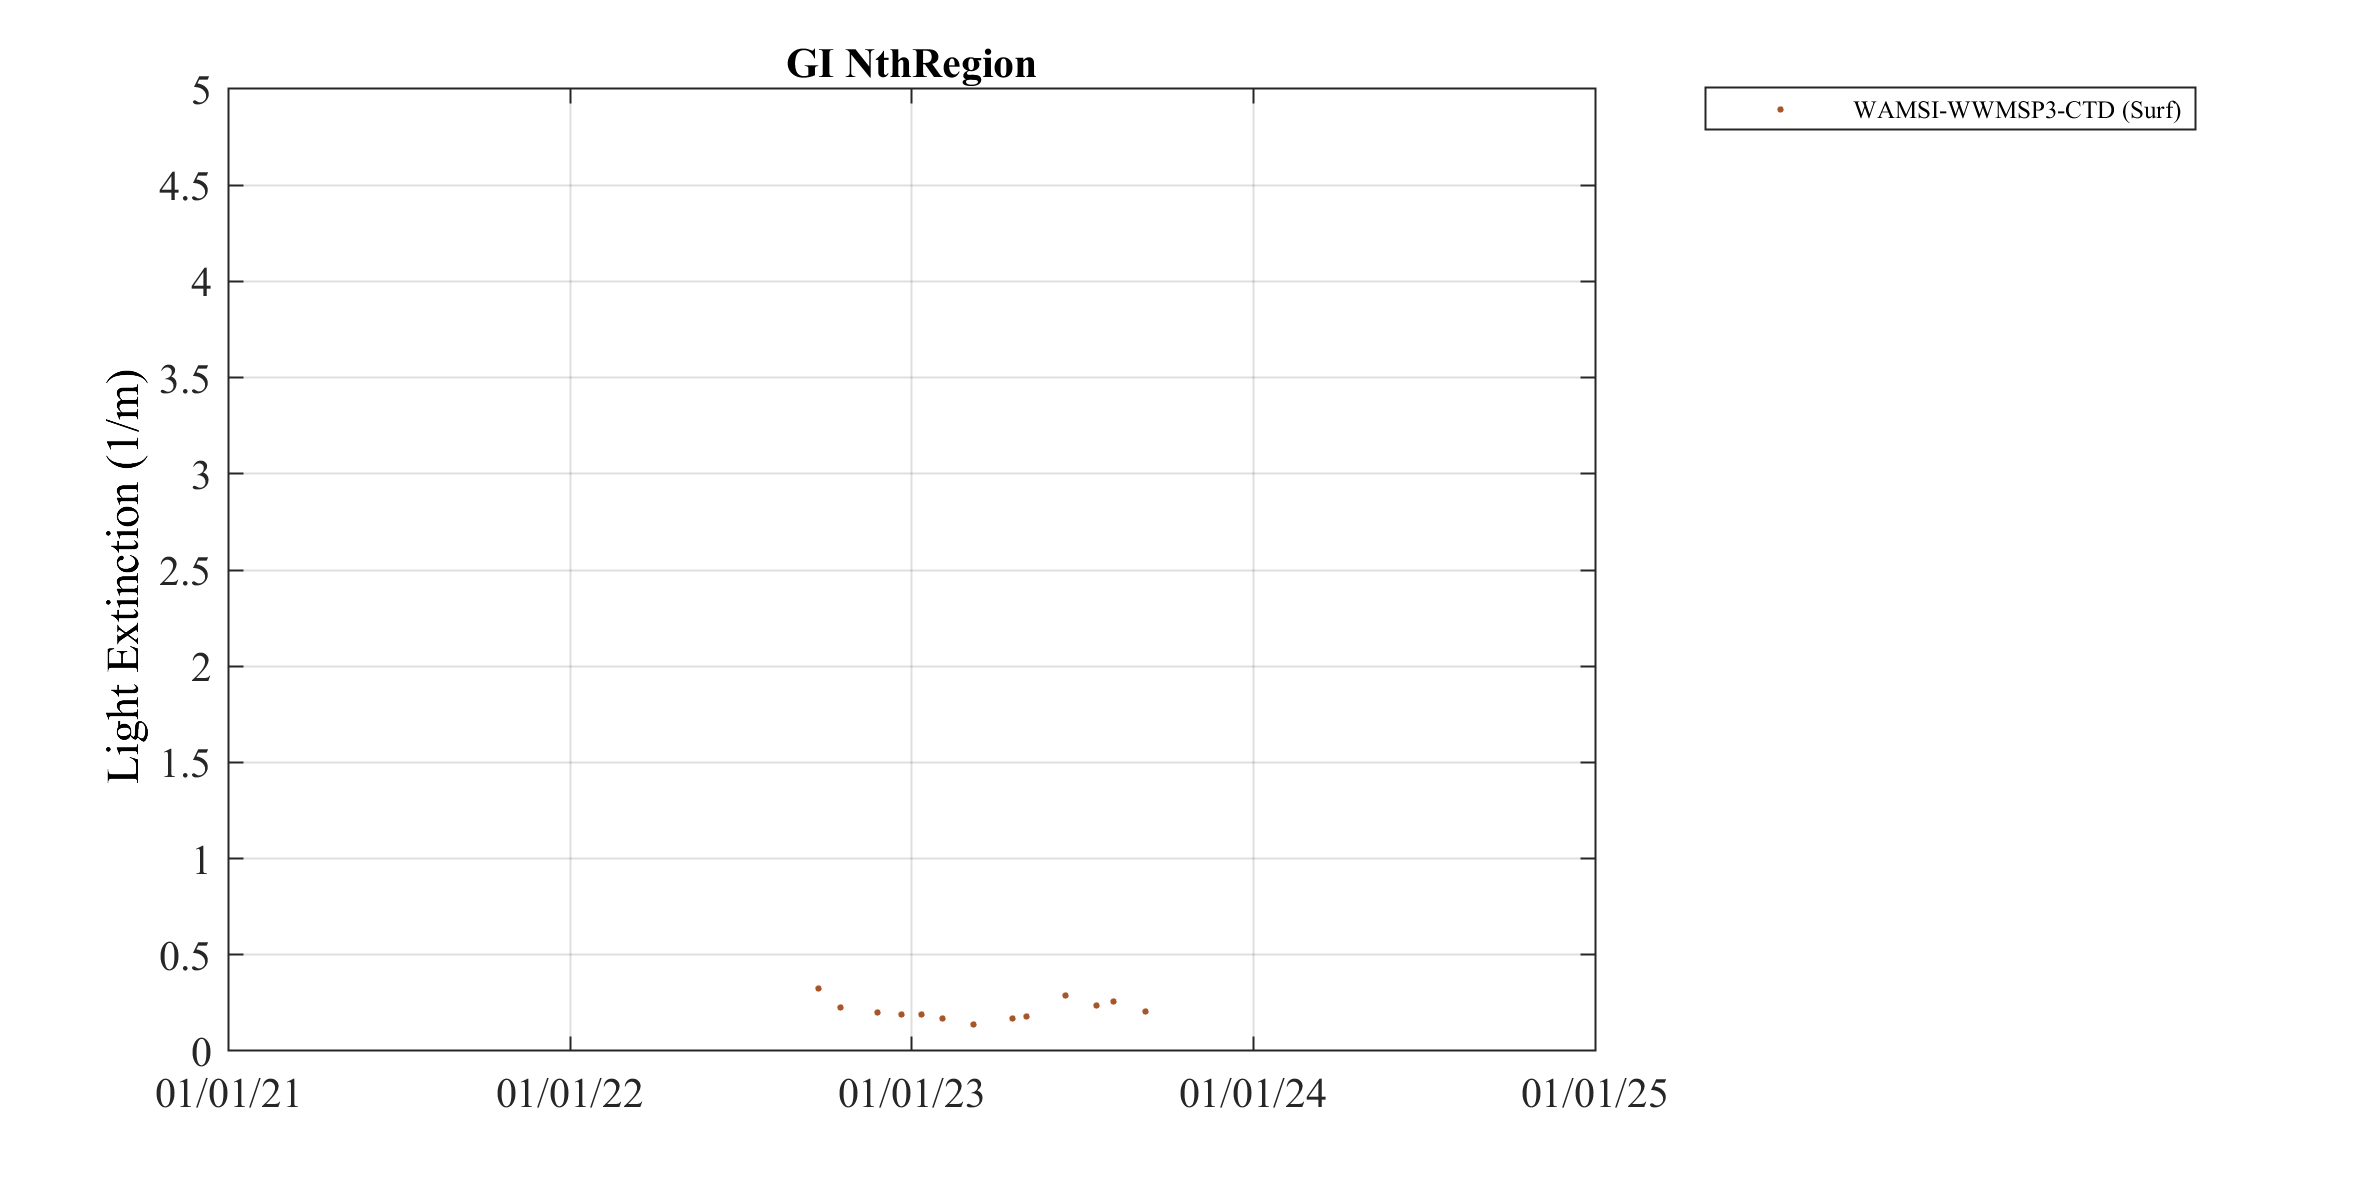 GI NthRegion
WAMSI-WWMSP3-CTD (Surf)
Light Extinction (1/m)
5
4.5
4
3.5
3
2.5
2
1.5
1
0.5
0
01/01/21 01/01/22 01/01/23 01/01/24 01/01/25